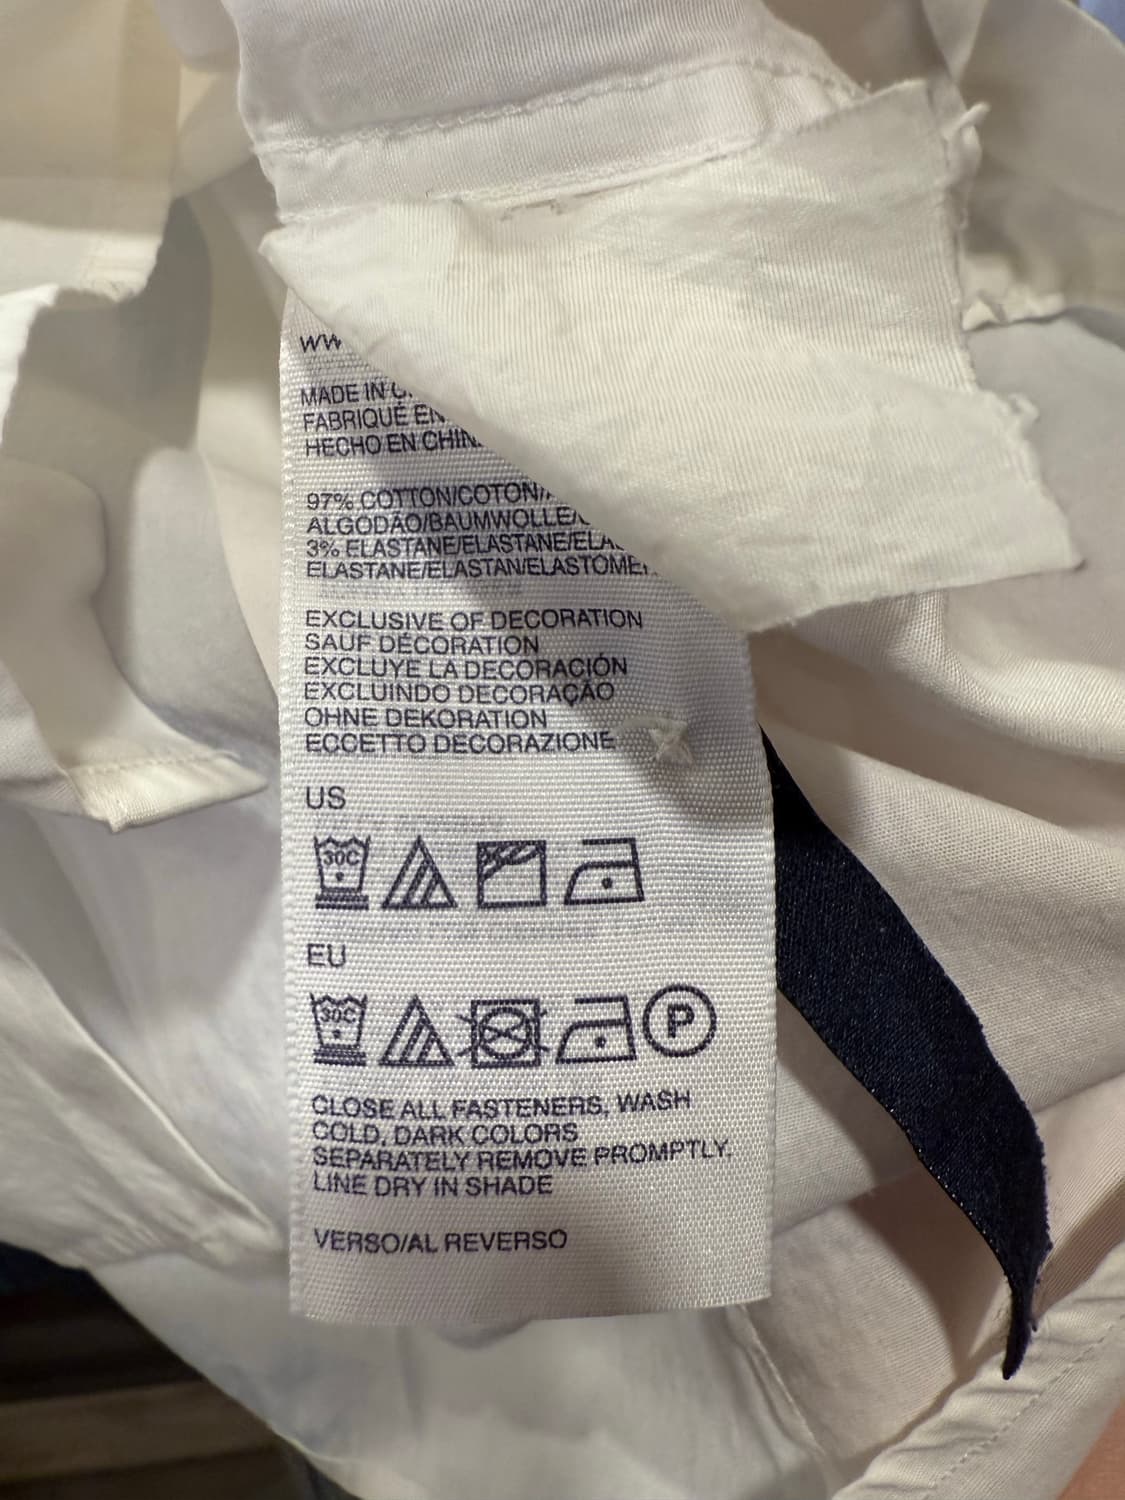 MADE IN
FABRIQUÉ EN
HECHO EN
97% COTTON/COTON/
ALGODÃO/BAUMWOLLE/
3% ELASTANE/ELASTANE/
ELASTANE/ELASTAN/
EXCLUSIVE OF DECORATION
SAUF DÉCORATION
EXCLUYE LA DECORACIÓN
EXCLUINDO DECORAÇÃO
OHNE DEKORATION
ECCETTO DECORAZIONE
US
30C
EU
30C
P
CLOSE ALL FASTENERS, WASH
COLD, DARK COLORS
SEPARATELY REMOVE PROMPTLY.
LINE DRY IN SHADE
VERSO/AL REVERSO